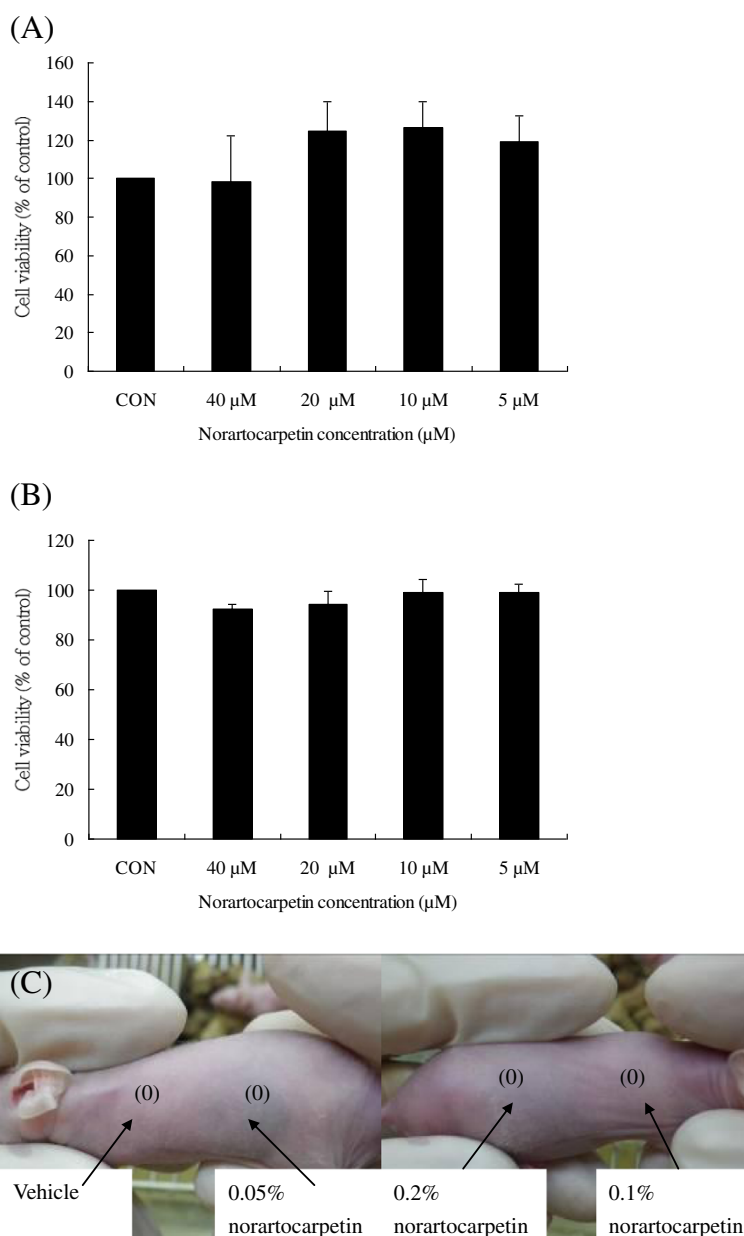 (A)
160
140
120
100
80
60
40
20
0
Cell viability (% of control)
CON 40 µM 20 µM 10 µM 5 µM
Norartocarpetin concentration (µM)
(B)
120
100
80
60
40
20
0
Cell viability (% of control)
CON 40 µM 20 µM 10 µM 5 µM
Norartocarpetin concentration (µM)
(C)
(0) (0) (0) (0)
Vehicle
0.05%
norartocarpetin
0.2%
norartocarpetin
0.1%
norartocarpetin